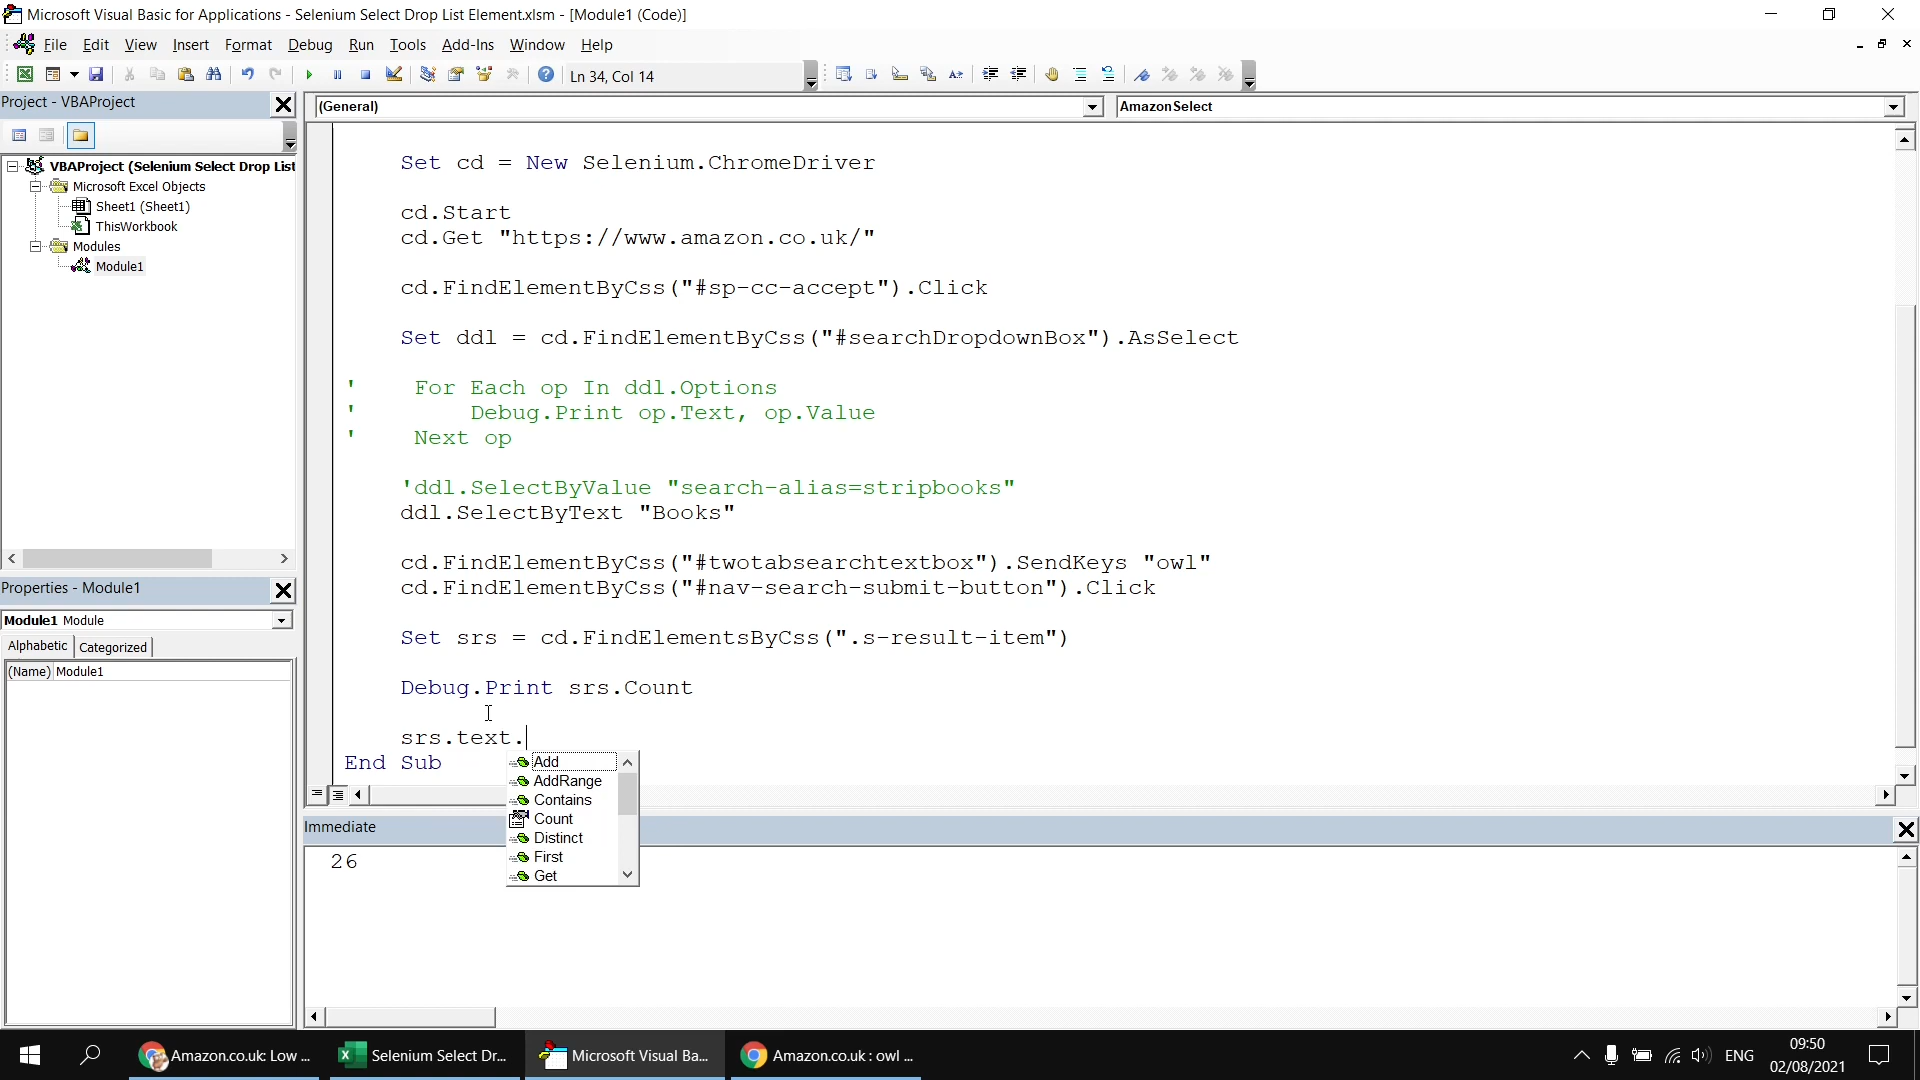 Microsoft Visual Basic for Applications - Selenium Select Drop List Element.xlsm - [Module1 (Code)]
File Edit View Insert Format Debug Run Tools Add-Ins Window Help
Ln 34, Col 14
Project - VBAProject
(General)
AmazonSelect
VBAProject (Selenium Select Drop List
Microsoft Excel Objects
Sheet1 (Sheet1)
ThisWorkbook
Modules
Module1
Properties - Module1
Module1 Module
Alphabetic Categorized
(Name) Module1
Set cd = New Selenium.ChromeDriver
cd.Start
cd.Get "https://www.amazon.co.uk/"
cd.FindElementByCss("#sp-cc-accept").Click
Set ddl = cd.FindElementByCss("#searchDropdownBox").AsSelect
' For Each op In ddl.Options
' Debug.Print op.Text, op.Value
' Next op
'ddl.SelectByValue "search-alias=stripbooks"
ddl.SelectByText "Books"
cd.FindElementByCss("#twotabsearchtextbox").SendKeys "owl"
cd.FindElementByCss("#nav-search-submit-button").Click
Set srs = cd.FindElementsByCss(".s-result-item")
Debug.Print srs.Count
srs.text.
End Sub
Add
AddRange
Contains
Count
Distinct
First
Get
Immediate
26
Amazon.co.uk: Low ...
Selenium Select Dr...
Microsoft Visual Ba...
Amazon.co.uk : owl ...
ENG
09:50
02/08/2021